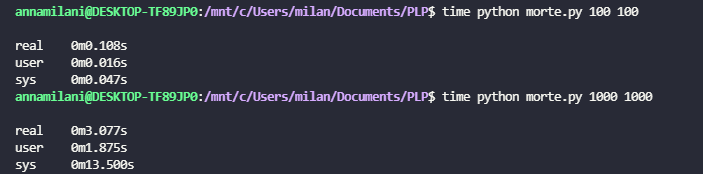 annamilani@DESKTOP-TF89JP0:/mnt/c/Users/milan/Documents/PLP$ time python morte.py 100 100
real 0m0.108s
user 0m0.016s
sys 0m0.047s
annamilani@DESKTOP-TF89JP0:/mnt/c/Users/milan/Documents/PLP$ time python morte.py 1000 1000
real 0m3.077s
user 0m1.875s
sys 0m13.500s